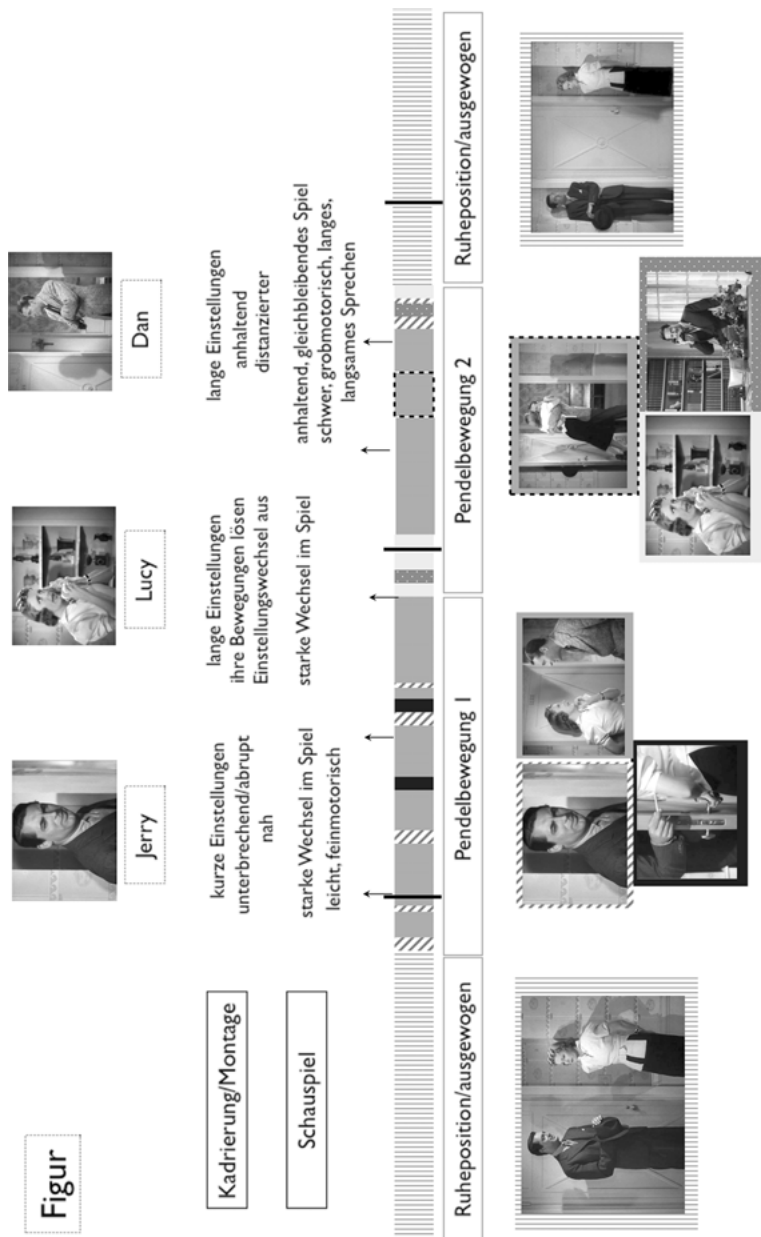 Figur
Jerry
Lucy
Dan
Kadrierung/Montage
kurze Einstellungen
unterbrechend/abrupt
nah
lange Einstellungen
ihre Bewegungen lösen
Einstellungswechsel aus
lange Einstellungen
anhaltend
distanzierter
Schauspiel
starke Wechsel im Spiel
leicht, feinmotorisch
starke Wechsel im Spiel
anhaltend, gleichbleibendes Spiel
schwer, grobmotorisch, langes,
langsames Sprechen
Ruheposition/ausgewogen
Pendelbewegung 1
Pendelbewegung 2
Ruheposition/ausgewogen